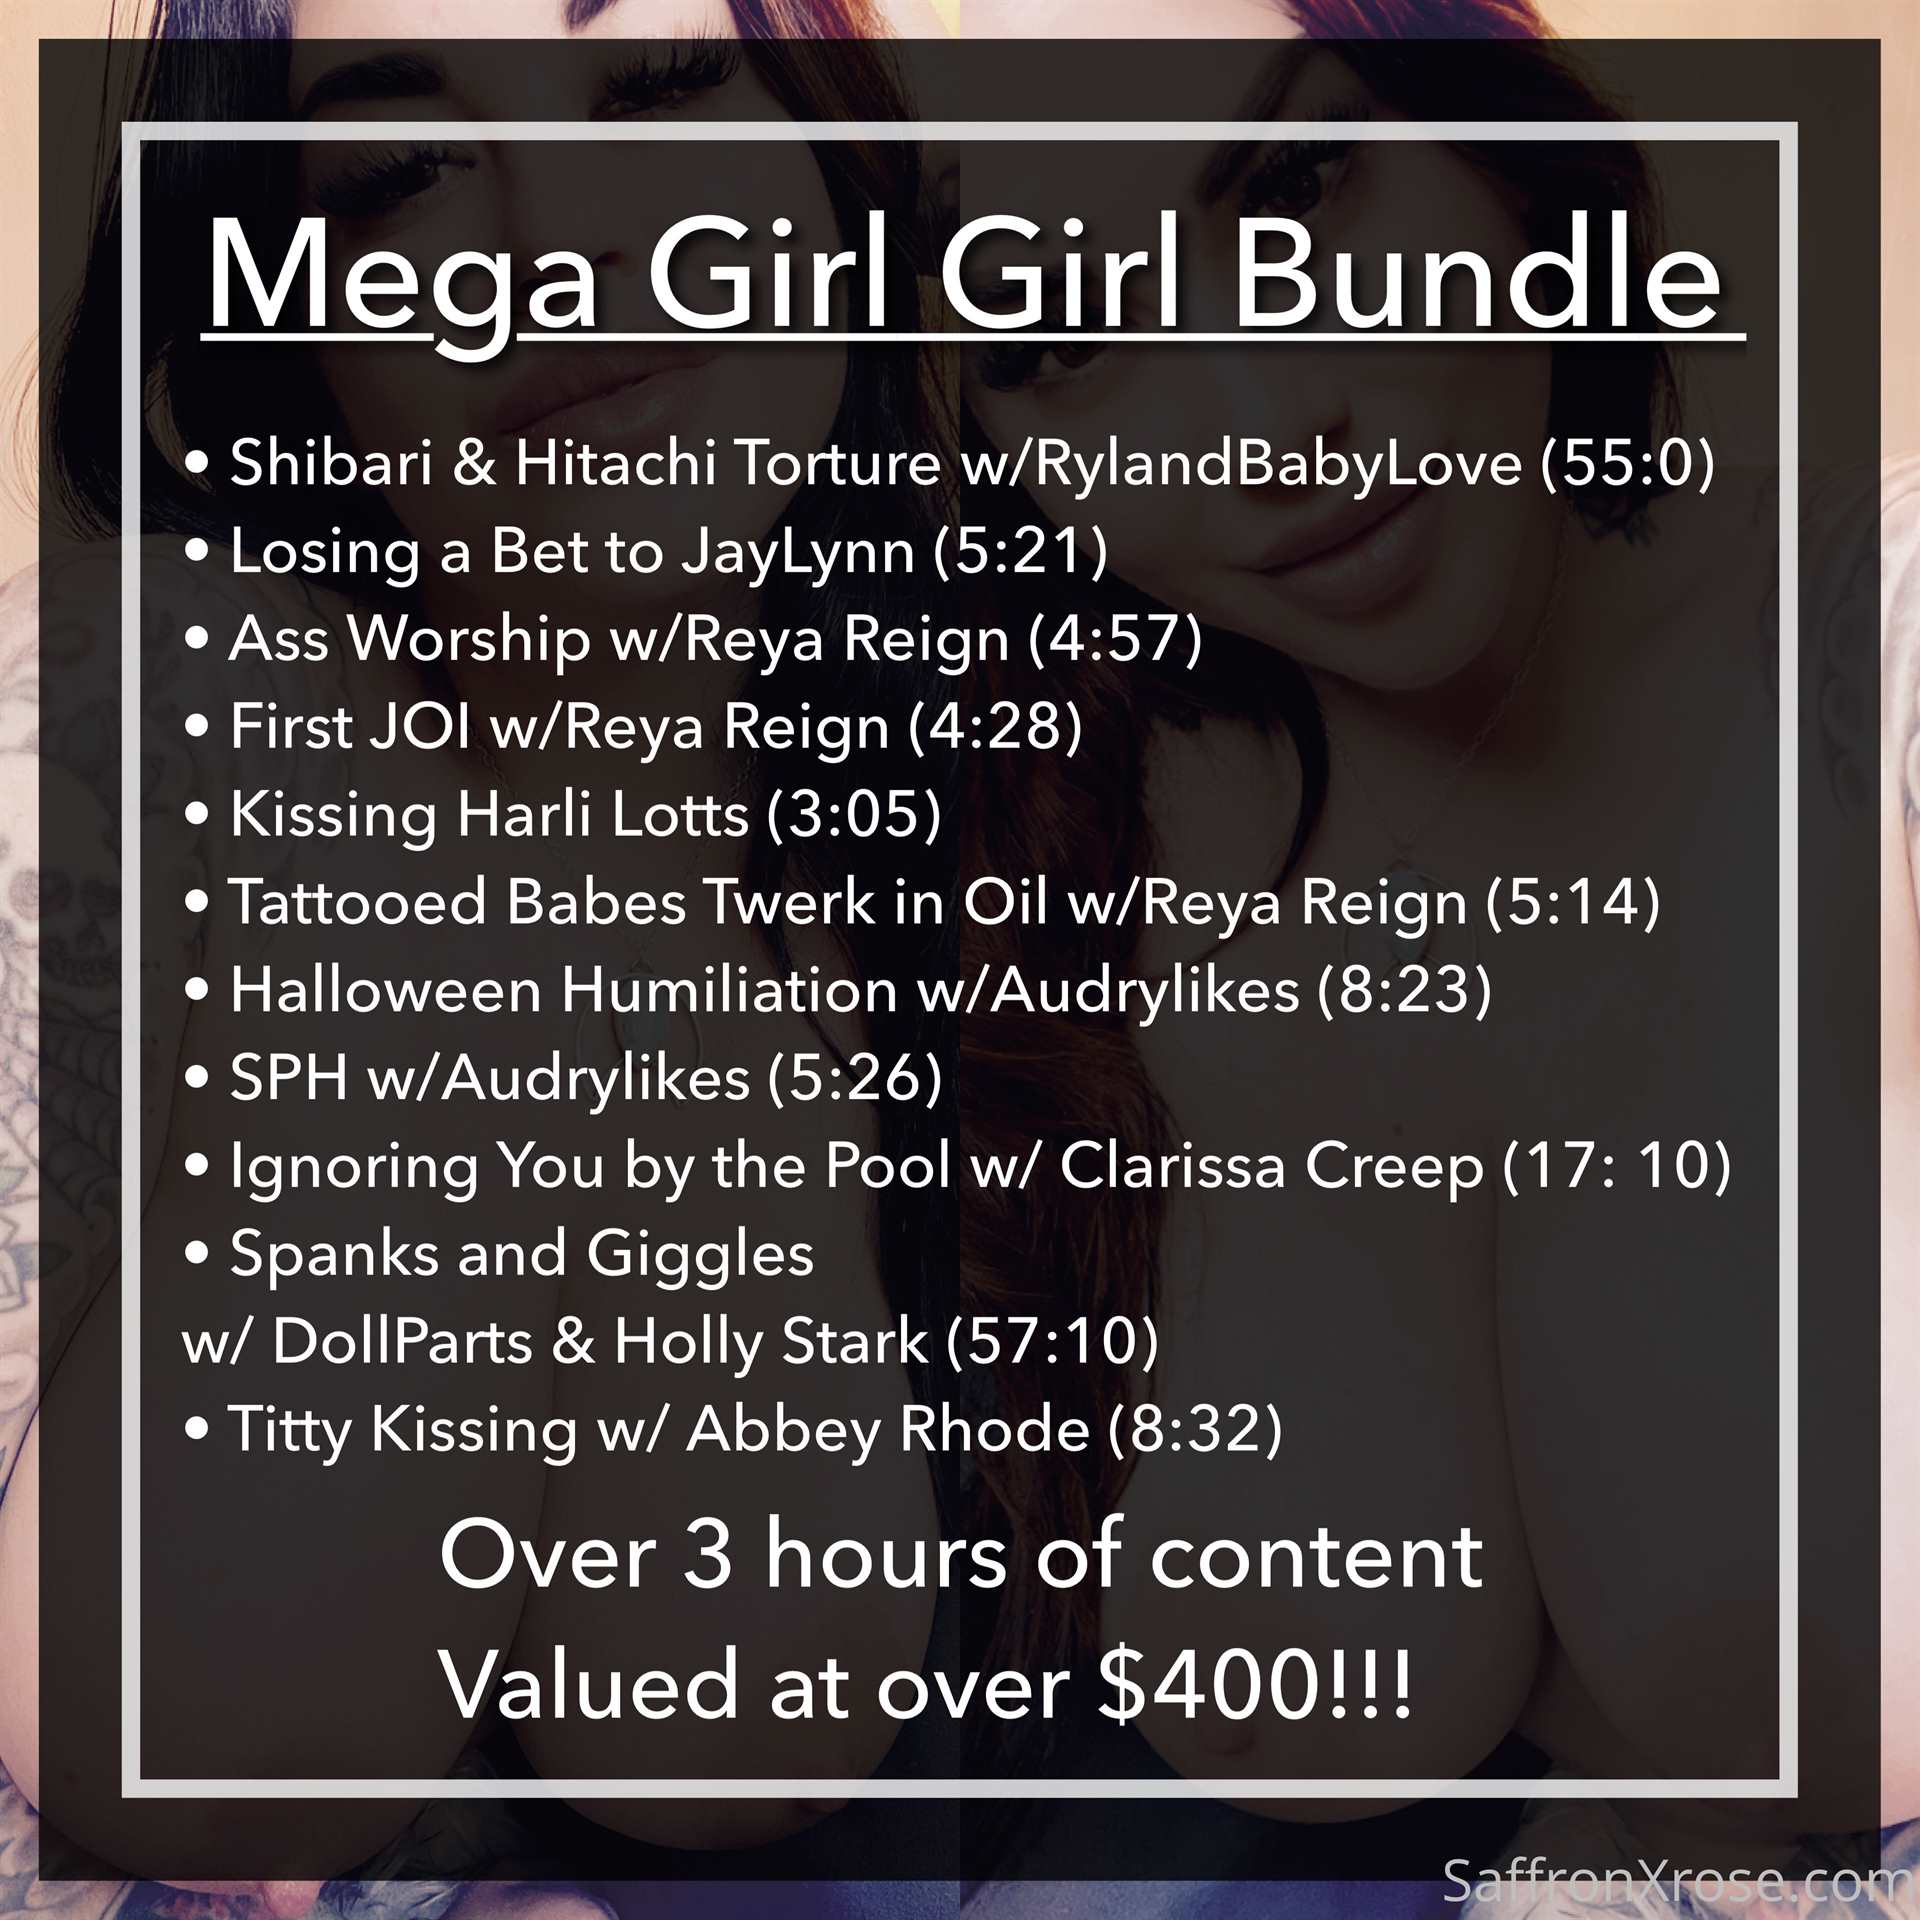 Mega Girl Girl Bundle
• Shibari & Hitachi Torture w/RylandBabyLove (55:0)
• Losing a Bet to JayLynn (5:21)
• Ass Worship w/Reya Reign (4:57)
• First JOI w/Reya Reign (4:28)
• Kissing Harli Lotts (3:05)
• Tattooed Babes Twerk in Oil w/Reya Reign (5:14)
• Halloween Humiliation w/Audrylikes (8:23)
• SPH w/Audrylikes (5:26)
• Ignoring You by the Pool w/ Clarissa Creep (17: 10)
• Spanks and Giggles
w/ DollParts & Holly Stark (57:10)
• Titty Kissing w/ Abbey Rhode (8:32)
Over 3 hours of content
Valued at over $400!!!
SaffronXrose.com